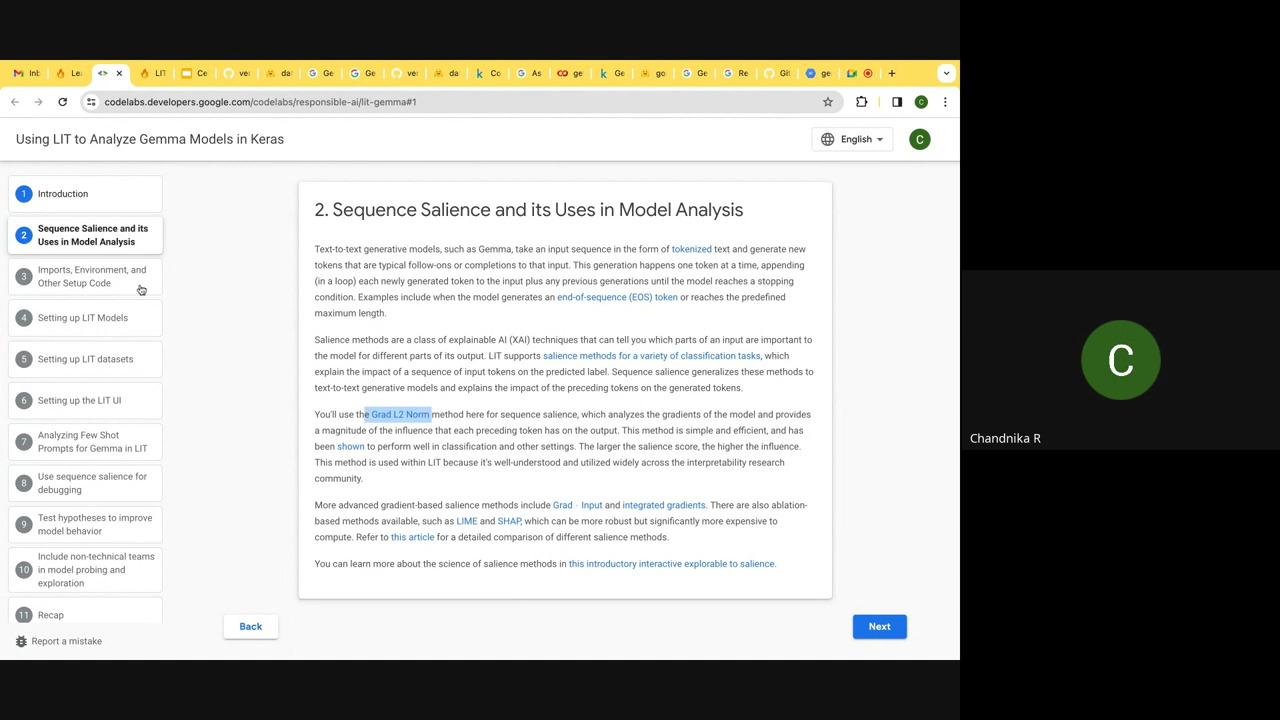 Inb
Le
LIT
Ce
ver
da
Ge
Ge
ver
da
Co
As
ge
Ge
go
Ge
Re
Git
ge
codelabs.developers.google.com/codelabs/responsible-ai/lit-gemma#1
C
Using LIT to Analyze Gemma Models in Keras
English
C
1 Introduction
2 Sequence Salience and its
Uses in Model Analysis
3 Imports, Environment, and
Other Setup Code
4 Setting up LIT Models
5 Setting up LIT datasets
6 Setting up the LIT UI
7 Analyzing Few Shot
Prompts for Gemma in LIT
8 Use sequence salience for
debugging
9 Test hypotheses to improve
model behavior
10 Include non-technical teams
in model probing and
exploration
11 Recap
Report a mistake
2. Sequence Salience and its Uses in Model Analysis
Text-to-text generative models, such as Gemma, take an input sequence in the form of tokenized text and generate new
tokens that are typical follow-ons or completions to that input. This generation happens one token at a time, appending
(in a loop) each newly generated token to the input plus any previous generations until the model reaches a stopping
condition. Examples include when the model generates an end-of-sequence (EOS) token or reaches the predefined
maximum length.
Salience methods are a class of explainable AI (XAI) techniques that can tell you which parts of an input are important to
the model for different parts of its output. LIT supports salience methods for a variety of classification tasks, which
explain the impact of a sequence of input tokens on the predicted label. Sequence salience generalizes these methods to
text-to-text generative models and explains the impact of the preceding tokens on the generated tokens.
You'll use the Grad L2 Norm method here for sequence salience, which analyzes the gradients of the model and provides
a magnitude of the influence that each preceding token has on the output. This method is simple and efficient, and has
been shown to perform well in classification and other settings. The larger the salience score, the higher the influence.
This method is used within LIT because it's well-understood and utilized widely across the interpretability research
community.
More advanced gradient-based salience methods include Grad · Input and integrated gradients. There are also ablation-
based methods available, such as LIME and SHAP, which can be more robust but significantly more expensive to
compute. Refer to this article for a detailed comparison of different salience methods.
You can learn more about the science of salience methods in this introductory interactive explorable to salience.
Back
Next
C
Chandnika R